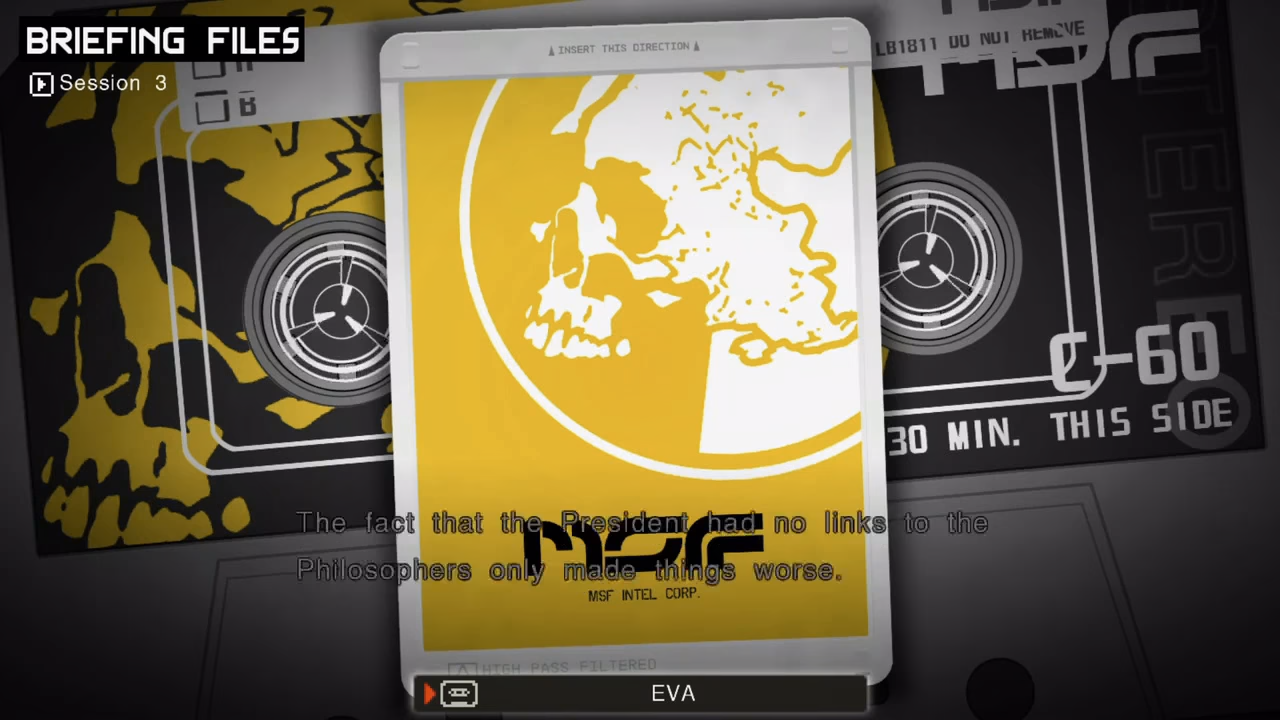 BRIEFING FILES
Session 3
INSERT THIS DIRECTION
LB1811 DO NOT REMOVE
MSF
B
C-60
30 MIN. THIS SIDE
The fact that the President had no links to the
Philosophers only made things worse.
MSF
MSF INTEL CORP.
A HIGH PASS FILTERED
EVA